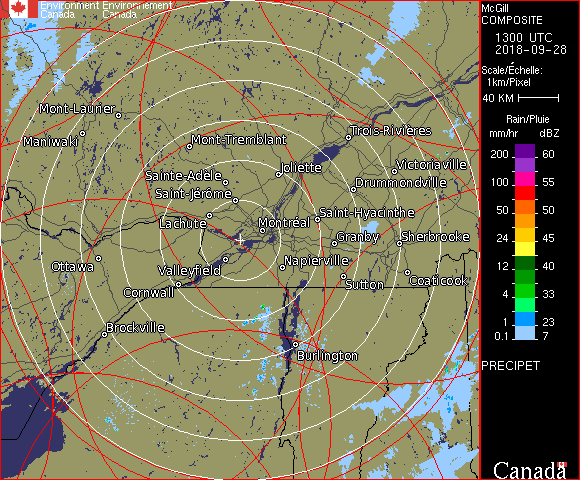 Environment Environnement
Canada Canada
McGill
COMPOSITE
1300 UTC
2018-09-28
Scale/Échelle:
1km/Pixel
40 KM
Rain/Pluie
mm/hr dBZ
200 60
100 55
50 50
24 45
12 40
4 33
1 23
0.1 7
PRECIPET
Canada
Mont-Laurier
Maniwaki
Mont-Tremblant
Trois-Rivières
Joliette
Victoriaville
Sainte-Adèle
Drummondville
Saint-Jérôme
Saint-Hyacinthe
Lachute
Montréal
Granby
Sherbrooke
Ottawa
Valleyfield
Napierville
Sutton
Coaticook
Cornwall
Brockville
Burlington